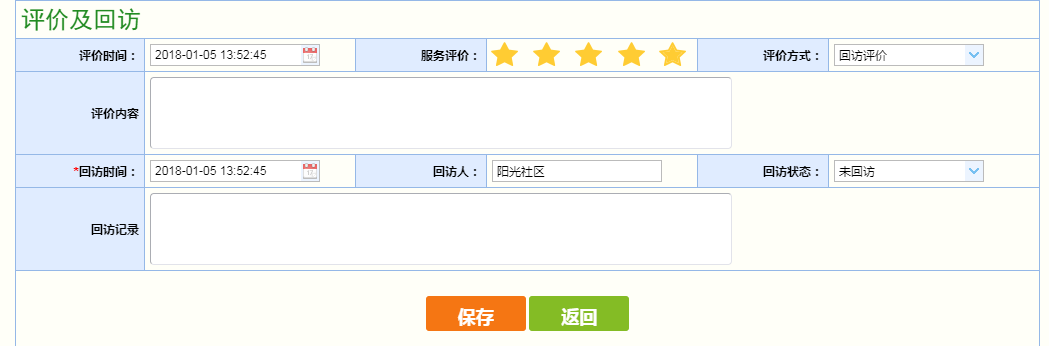 评价及回访
评价时间： 2018-01-05 13:52:45 服务评价： 评价方式： 回访评价
评价内容
*回访时间： 2018-01-05 13:52:45 回访人： 阳光社区 回访状态： 未回访
回访记录
保存 返回